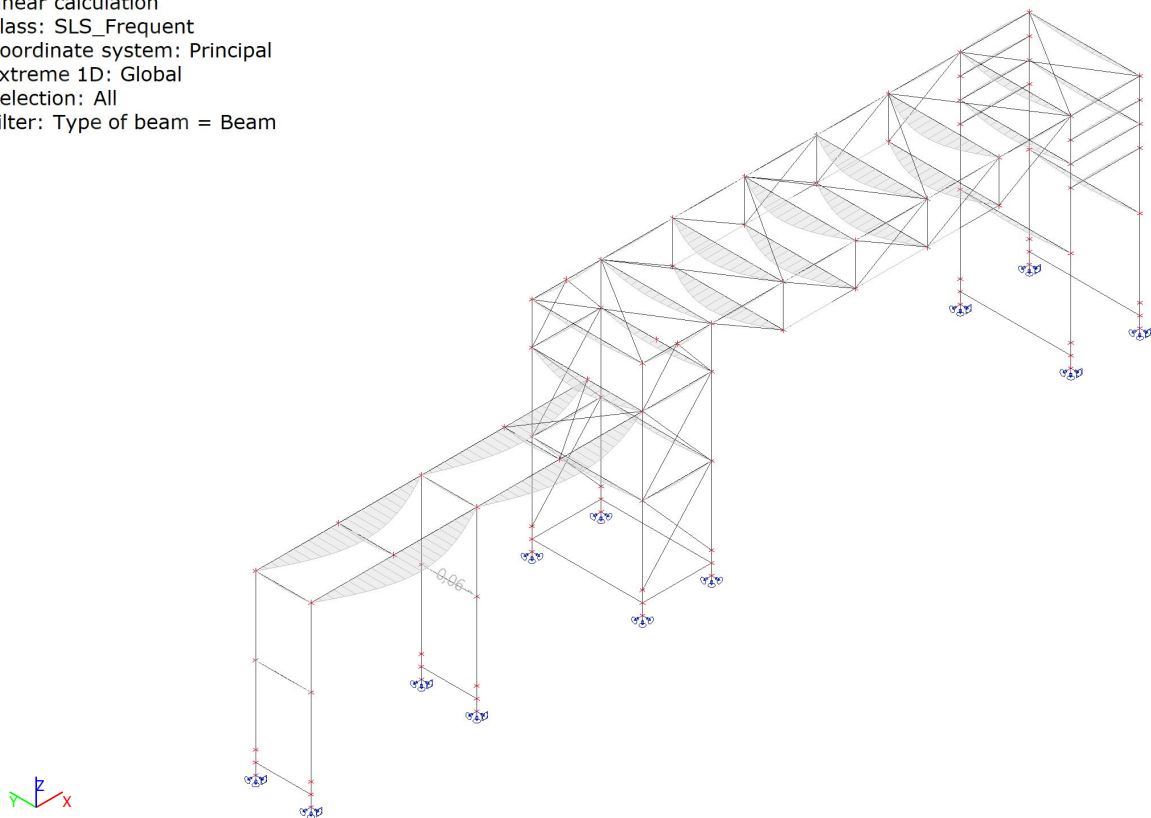 near calculation
lass: SLS_Frequent
oordinate system: Principal
xtreme 1D: Global
election: All
ilter: Type of beam = Beam
0,06
Z
Y
X